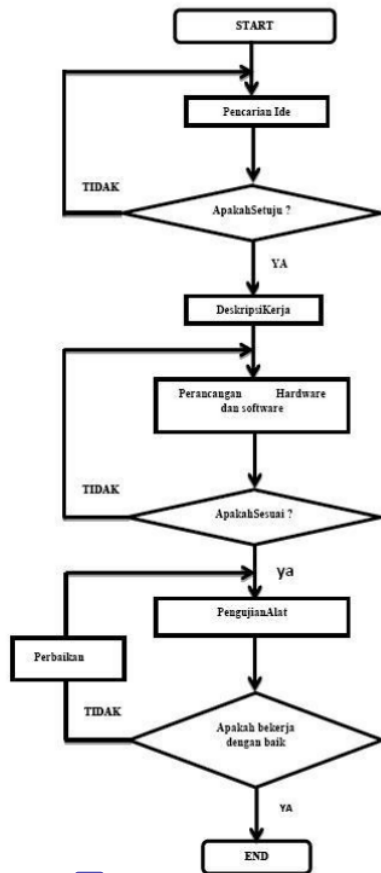 START
Pencarian Ide
TIDAK
ApakahSetuju ?
YA
DeskripsiKerja
Perancangan Hardware
dan software
TIDAK
ApakahSesuai ?
ya
PengujianAlat
Perbaikan
TIDAK
Apakah bekerja
dengan baik
YA
END